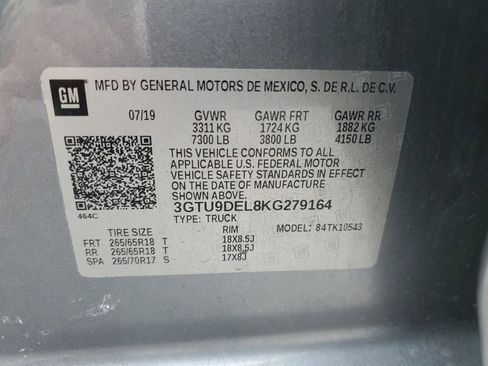 GM
MFD BY GENERAL MOTORS DE MEXICO, S. DE R.L. DE C.V.
07/19 GVWR GAWR FRT GAWR RR
3311 KG 1724 KG 1882 KG
7300 LB 3800 LB 4150 LB
THIS VEHICLE CONFORMS TO ALL
APPLICABLE U.S. FEDERAL MOTOR
VEHICLE SAFETY STANDARDS IN EFFECT
ON THE DATE OF MANUFACTURE
SHOWN ABOVE.
464C 3GTU9DEL8KG279164
TYPE: TRUCK
TIRE SIZE RIM MODEL: 84TK10543
FRT 265/65R18 T 18X8.5J
RR 265/65R18 T 18X8.5J
SPA 265/70R17 S 17X8J